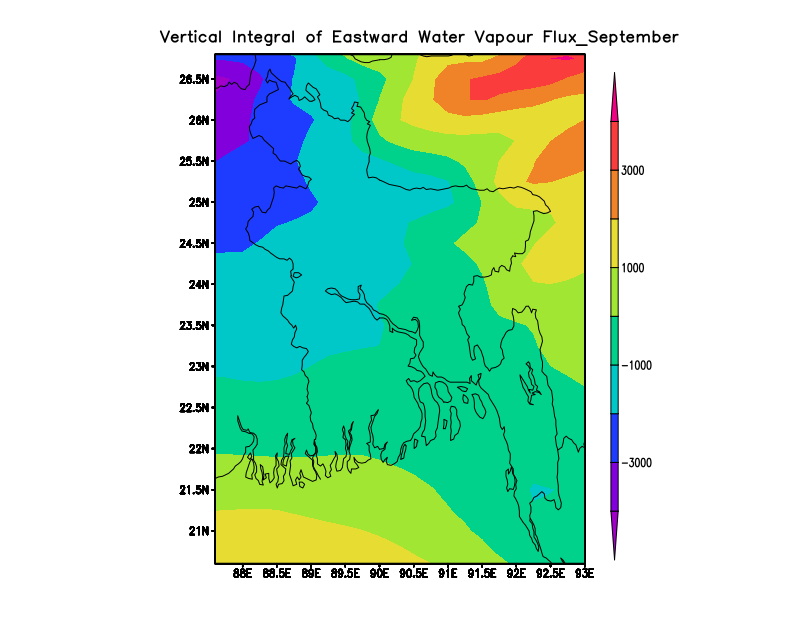 Vertical Integral of Eastward Water Vapour Flux_September
26.5N
26N
25.5N
25N
24.5N
24N
23.5N
23N
22.5N
22N
21.5N
21N
88E 88.5E 89E 89.5E 90E 90.5E 91E 91.5E 92E 92.5E 93E
3000
1000
-1000
-3000